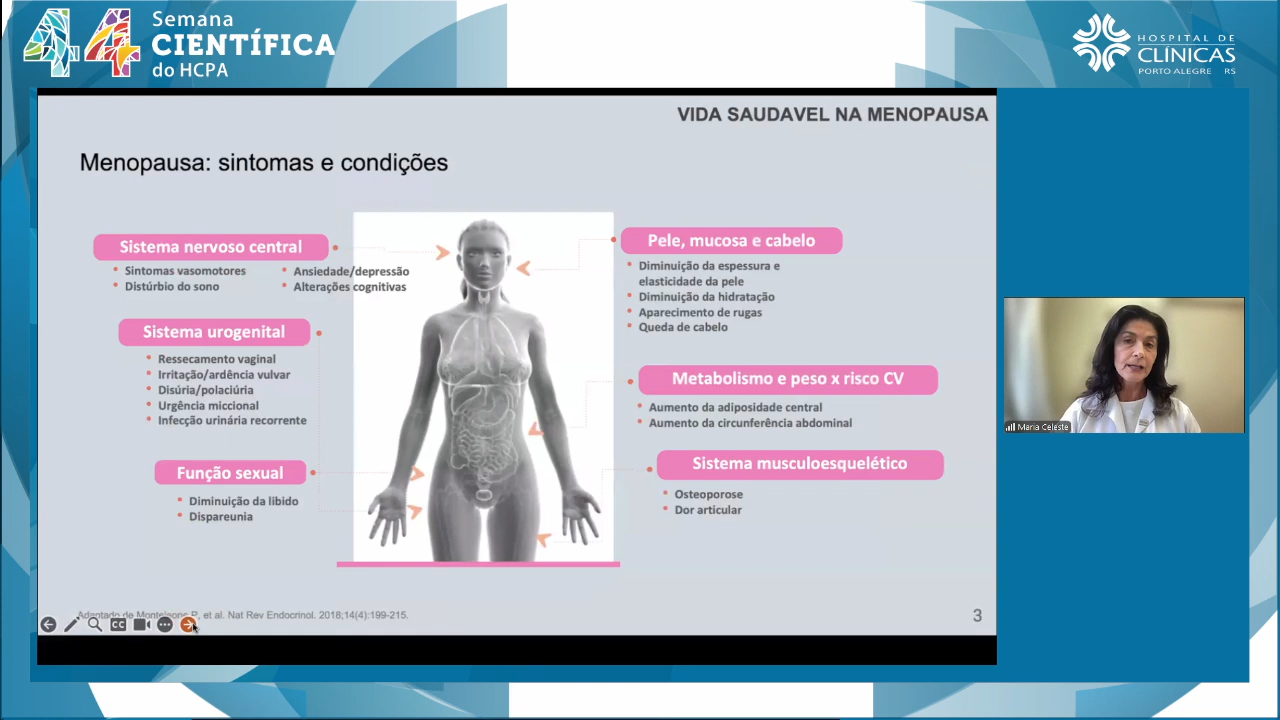 44 Semana
CIENTÍFICA
do HCPA
HOSPITAL DE
CLÍNICAS
PORTO ALEGRE RS
VIDA SAUDAVEL NA MENOPAUSA
Menopausa: sintomas e condições
Sistema nervoso central
Sintomas vasomotores
Distúrbio do sono
Ansiedade/depressão
Alterações cognitivas
Sistema urogenital
Ressecamento vaginal
Irritação/ardência vulvar
Disúria/polaciúria
Urgência miccional
Infecção urinária recorrente
Função sexual
Diminuição da libido
Dispareunia
Pele, mucosa e cabelo
Diminuição da espessura e
elasticidade da pele
Diminuição da hidratação
Aparecimento de rugas
Queda de cabelo
Metabolismo e peso x risco CV
Aumento da adiposidade central
Aumento da circunferência abdominal
Sistema musculoesquelético
Osteoporose
Dor articular
Adaptado de P, et al. Nat Rev Endocrinol. 2018;14(4):199-215.
CC
3
Maria Celeste